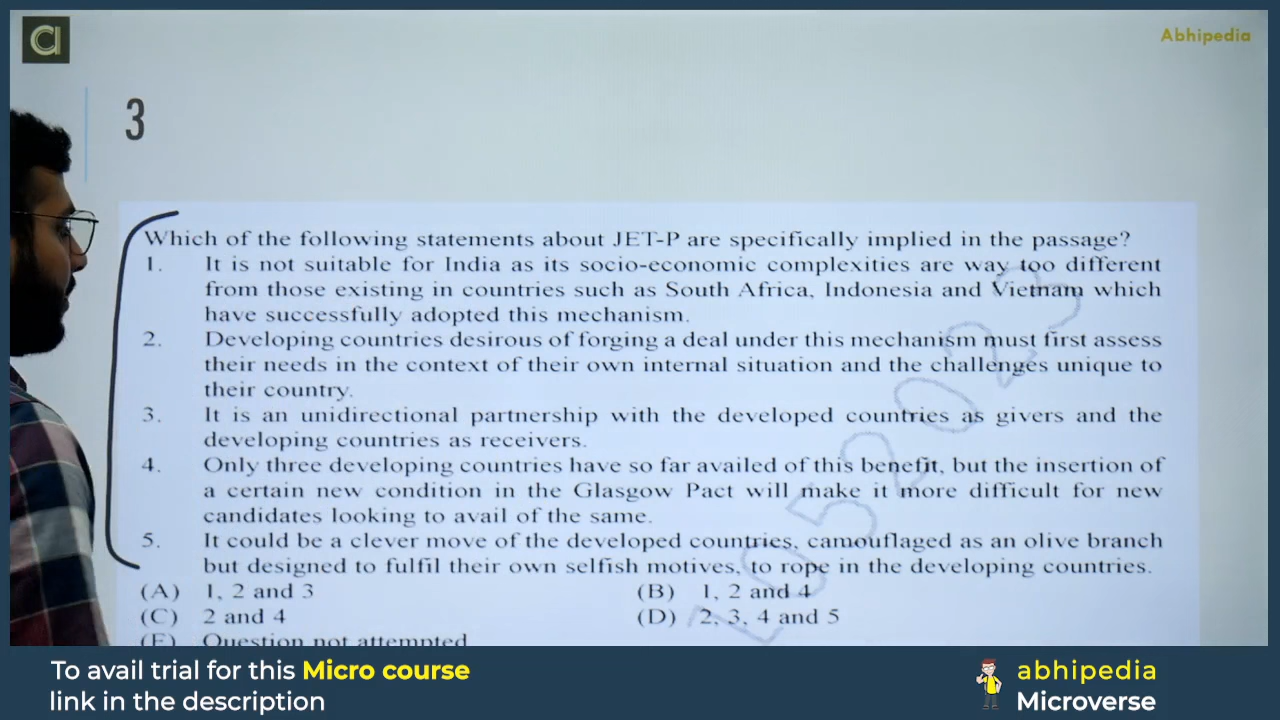 Abhipedia
3
Which of the following statements about JET-P are specifically implied in the passage?
1. It is not suitable for India as its socio-economic complexities are way too different
from those existing in countries such as South Africa, Indonesia and Vietnam which
have successfully adopted this mechanism.
2. Developing countries desirous of forging a deal under this mechanism must first assess
their needs in the context of their own internal situation and the challenges unique to
their country.
3. It is an unidirectional partnership with the developed countries as givers and the
developing countries as receivers.
4. Only three developing countries have so far availed of this benefit, but the insertion of
a certain new condition in the Glasgow Pact will make it more difficult for new
candidates looking to avail of the same.
5. It could be a clever move of the developed countries, camouflaged as an olive branch
but designed to fulfil their own selfish motives, to rope in the developing countries.
(A) 1, 2 and 3 (B) 1, 2 and 4
(C) 2 and 4 (D) 2, 3, 4 and 5
(E) Question not attempted
To avail trial for this Micro course
link in the description
abhipedia
Microverse